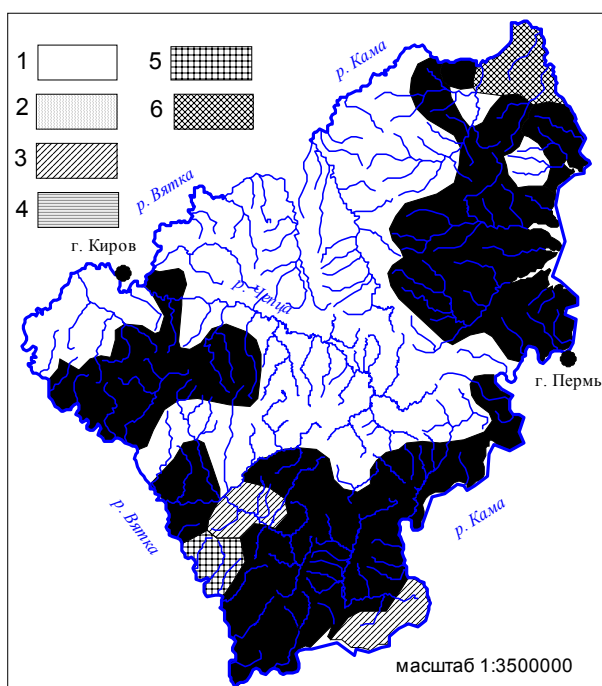 1
2
3
4
5
6
р. Кама
р. Вятка
г. Киров
р. Чепца
г. Пермь
р. Вятка
р. Кама
масштаб 1:3500000